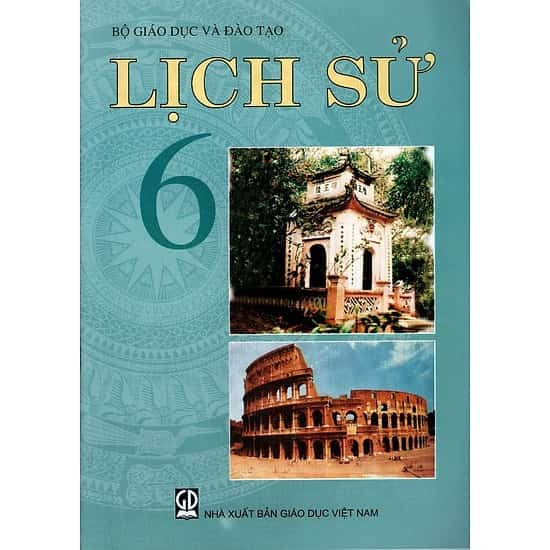 BỘ GIÁO DỤC VÀ ĐÀO TẠO
LỊCH SỬ
6
GD
NHÀ XUẤT BẢN GIÁO DỤC VIỆT NAM